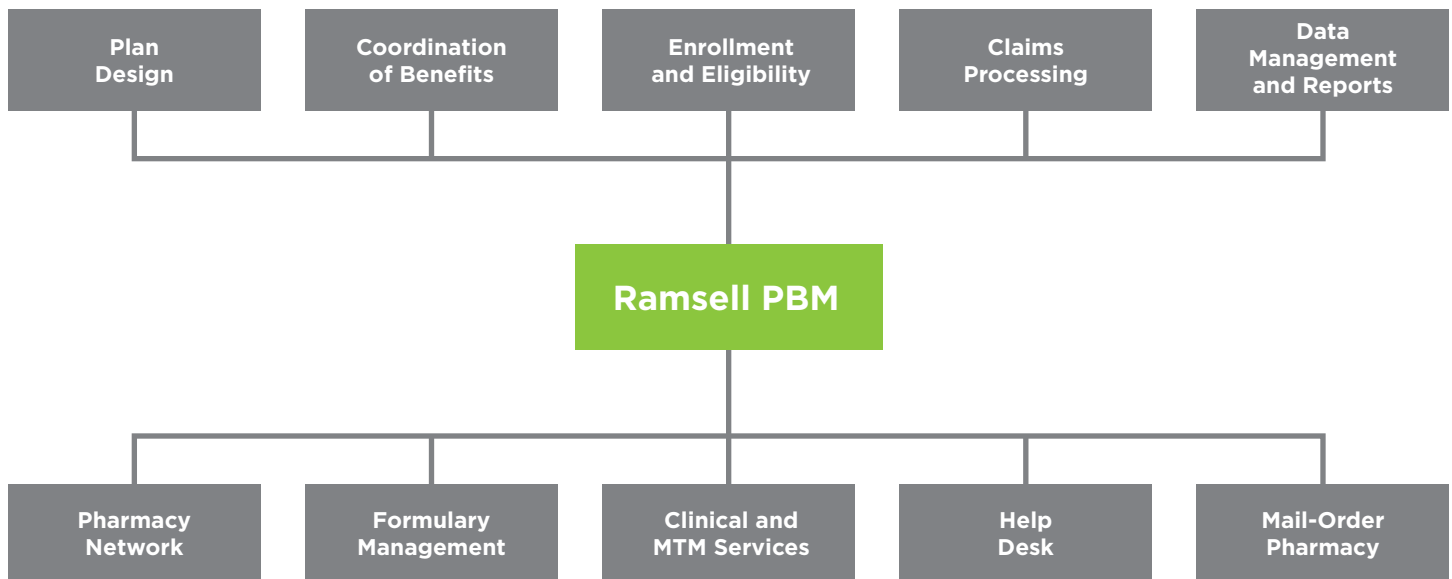 Plan
Design
Coordination
of Benefits
Enrollment
and Eligibility
Claims
Processing
Data
Management
and Reports
Ramsell PBM
Pharmacy
Network
Formulary
Management
Clinical and
MTM Services
Help
Desk
Mail-Order
Pharmacy